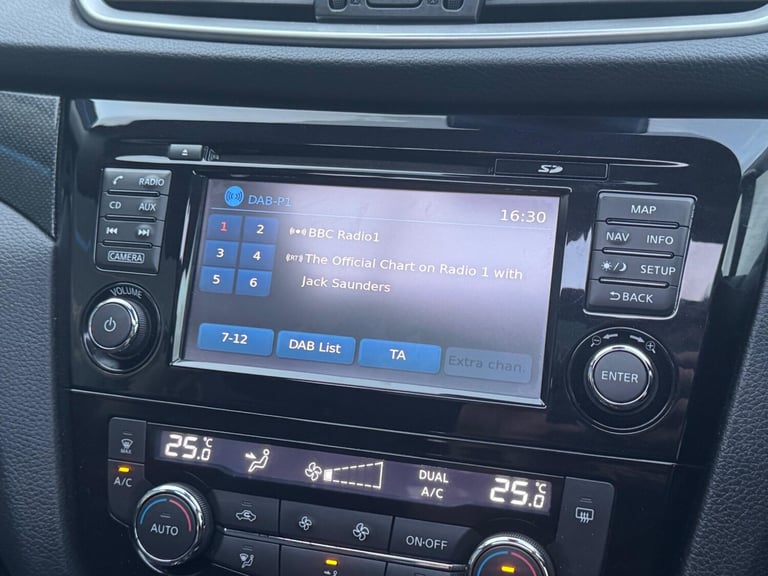 SD
RADIO
CD AUX
CAMERA
VOLUME
DAB-P1
16:30
1 2
3 4
5 6
BBC Radio1
The Official Chart on Radio 1 with
Jack Saunders
7-12
DAB List
TA
Extra chan.
MAP
NAV INFO
SETUP
BACK
ENTER
MAX
A/C
25.0 °C
DUAL
A/C
25.0 °C
AUTO
ON·OFF